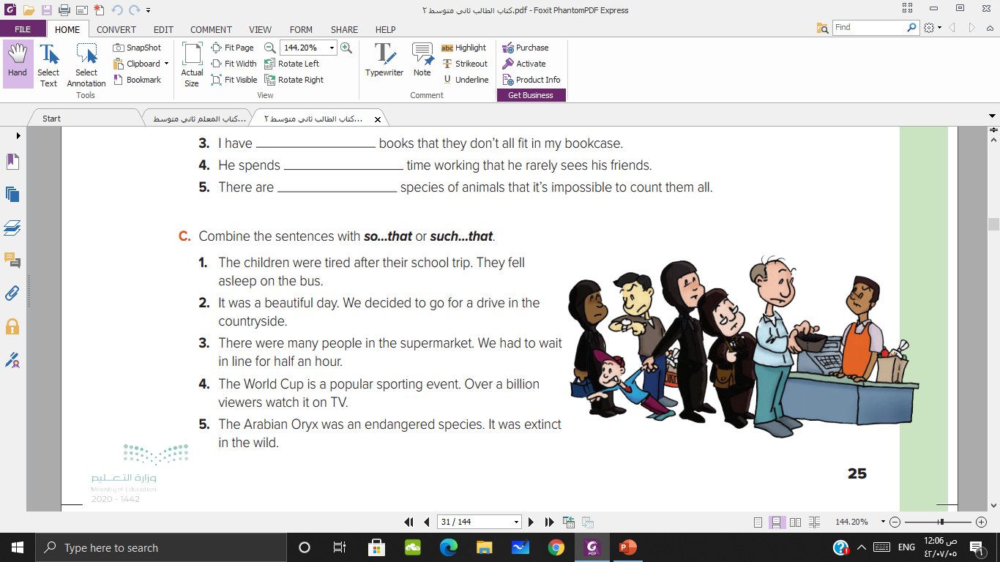 كتاب الطالب ثاني متوسط ٢.pdf - Foxit PhantomPDF Express
FILE HOME CONVERT EDIT COMMENT VIEW FORM SHARE HELP Find
Hand
Select Text
Select Annotation
SnapShot
Clipboard
Bookmark
Tools
Actual Size
Fit Page
Fit Width
Fit Visible
144.20%
Rotate Left
Rotate Right
View
Typewriter
Note
Highlight
Strikeout
Underline
Comment
Purchase
Activate
Product Info
Get Business
Start
كتاب المعلم ثاني متوسط...
كتاب الطالب ثاني متوسط ٢...
3. I have ____________________ books that they don't all fit in my bookcase.
4. He spends ____________________ time working that he rarely sees his friends.
5. There are ____________________ species of animals that it's impossible to count them all.
C. Combine the sentences with so...that or such...that.
1. The children were tired after their school trip. They fell
asleep on the bus.
2. It was a beautiful day. We decided to go for a drive in the
countryside.
3. There were many people in the supermarket. We had to wait
in line for half an hour.
4. The World Cup is a popular sporting event. Over a billion
viewers watch it on TV.
5. The Arabian Oryx was an endangered species. It was extinct
in the wild.
وزارة التعليم
Ministry of Education
2020 - 1442
25
31 / 144
144.20%
Type here to search
ENG
12:06 ص
٤٢/٠٧/٠٥